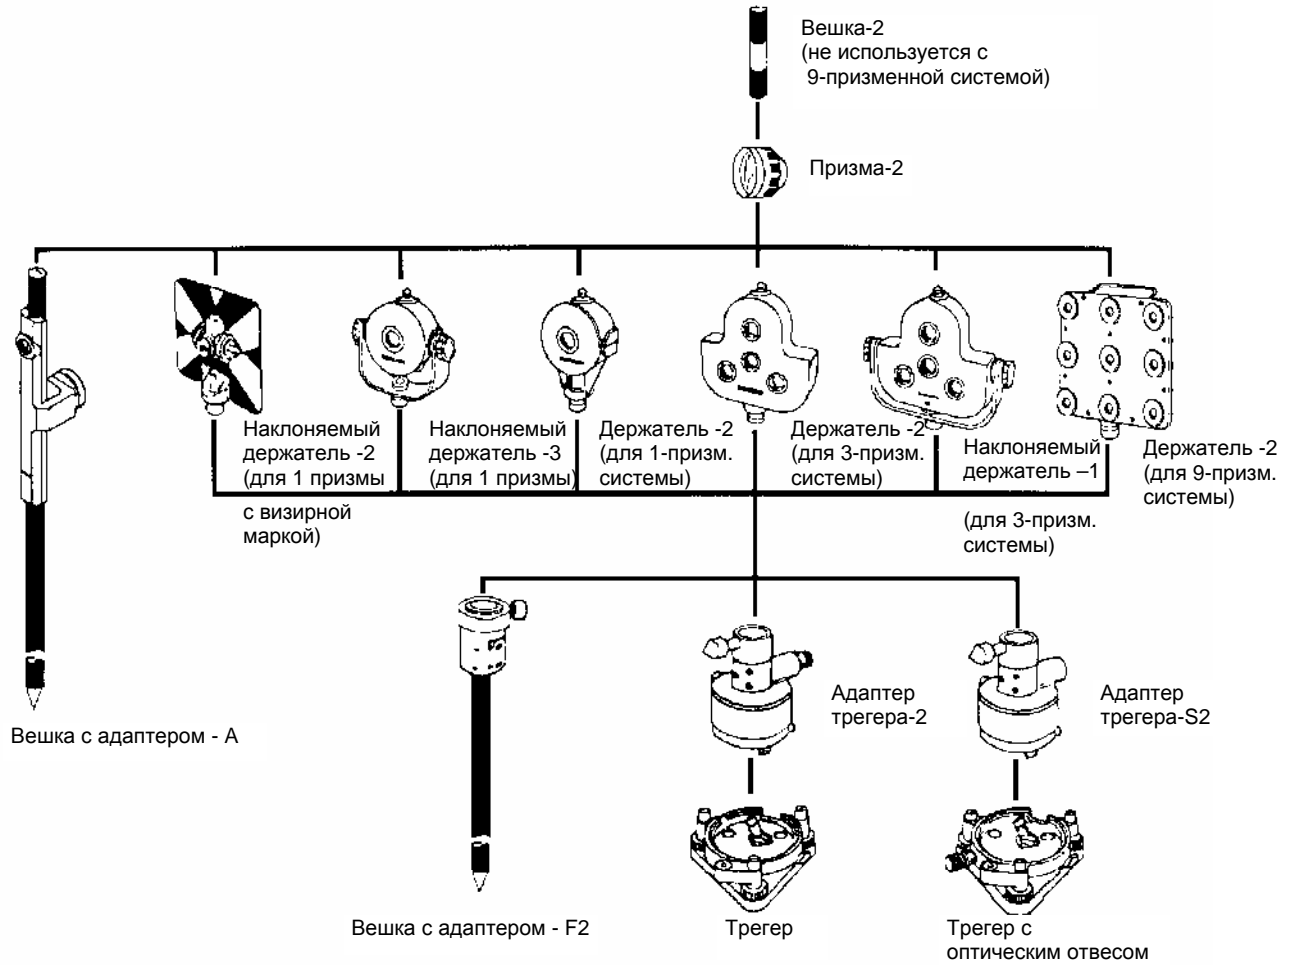 Вешка-2
(не используется с
9-призменной системой)
Призма-2
Наклоняемый
держатель -2
(для 1 призмы
с визирной
маркой)
Наклоняемый
держатель -3
(для 1 призмы)
Держатель -2
(для 1-призм.
системы)
Держатель -2
(для 3-призм.
системы)
Наклоняемый
держатель –1
(для 3-призм.
системы)
Держатель -2
(для 9-призм.
системы)
Вешка с адаптером - А
Адаптер
трегера-2
Адаптер
трегера-S2
Вешка с адаптером - F2
Трегер
Трегер с
оптическим отвесом